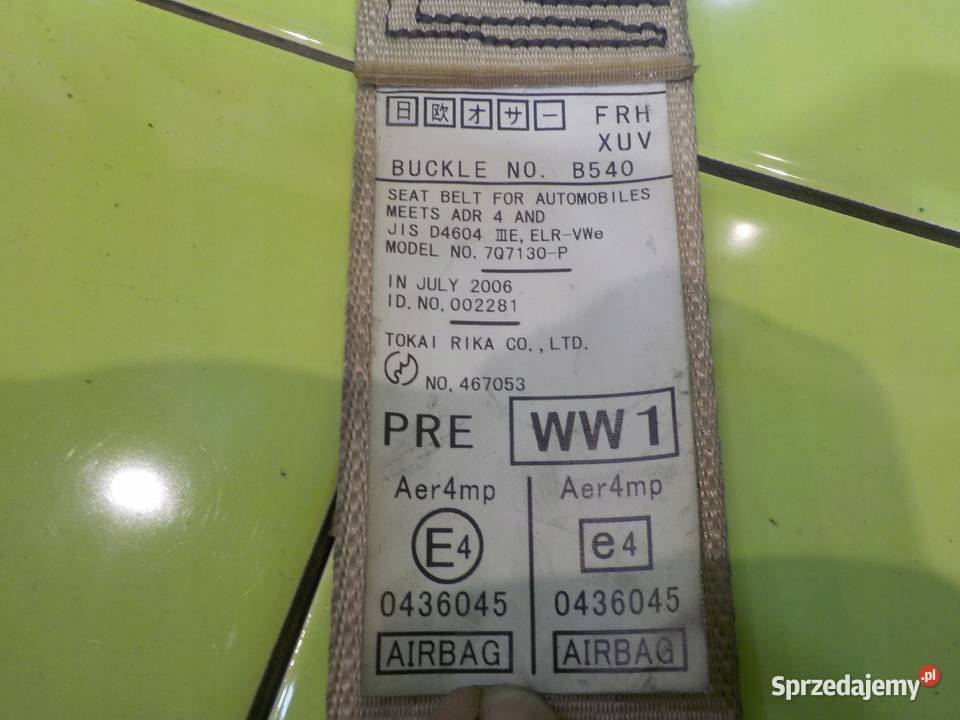 日欧オサー FRH
XUV
BUCKLE NO. B540
SEAT BELT FOR AUTOMOBILES
MEETS ADR 4 AND
JIS D4604 ⅢE, ELR-VWe
MODEL NO. 7Q7130-P
IN JULY 2006
ID. NO. 002281
TOKAI RIKA CO., LTD.
NO. 467053
PRE WW1
Aer4mp Aer4mp
E4 e4
0436045 0436045
AIRBAG AIRBAG
Sprzedajemy.pl